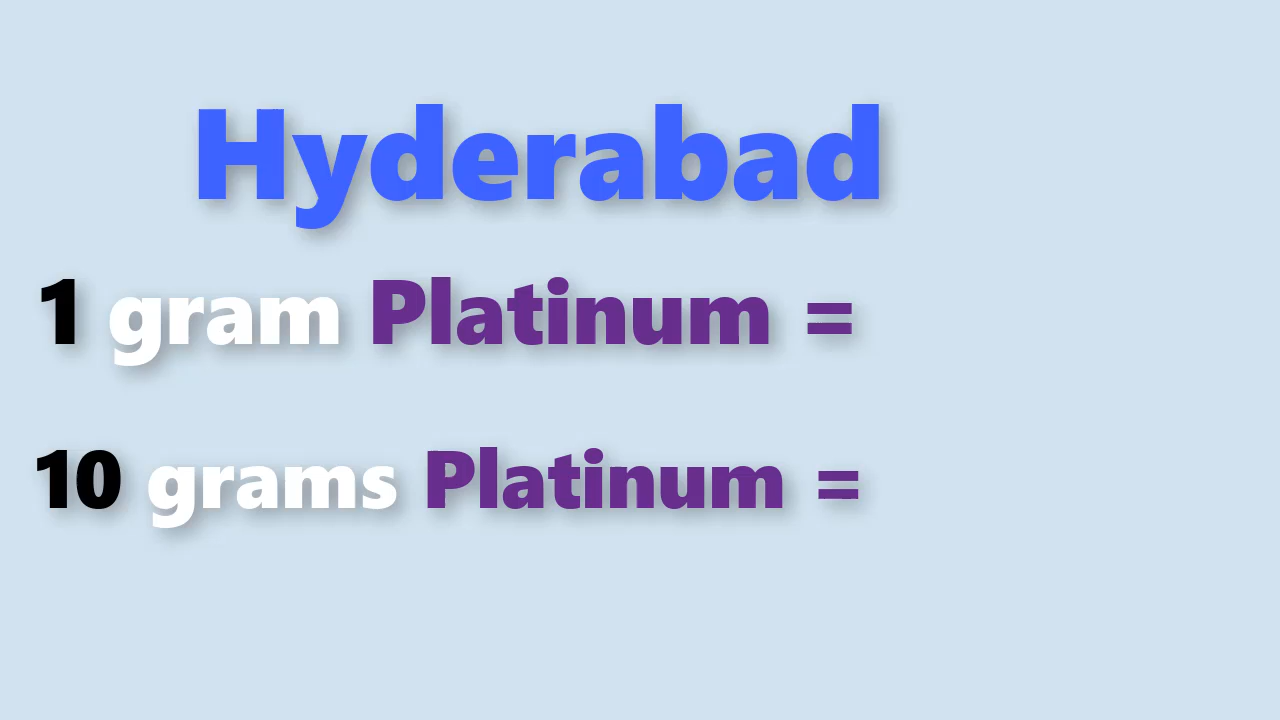 Hyderabad
1 gram Platinum =
10 grams Platinum =